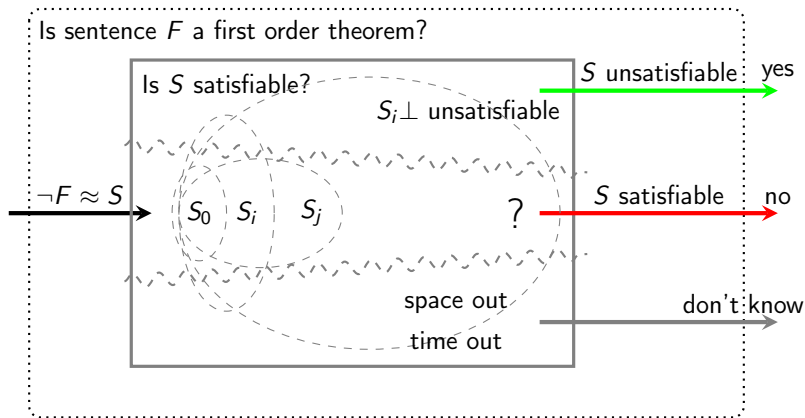 Is sentence F a first order theorem?
Is S satisfiable?
S unsatisfiable
yes
Sᵢ⊥ unsatisfiable
¬F ≈ S
S₀
Sᵢ
Sⱼ
?
S satisfiable
no
space out
don't know
time out